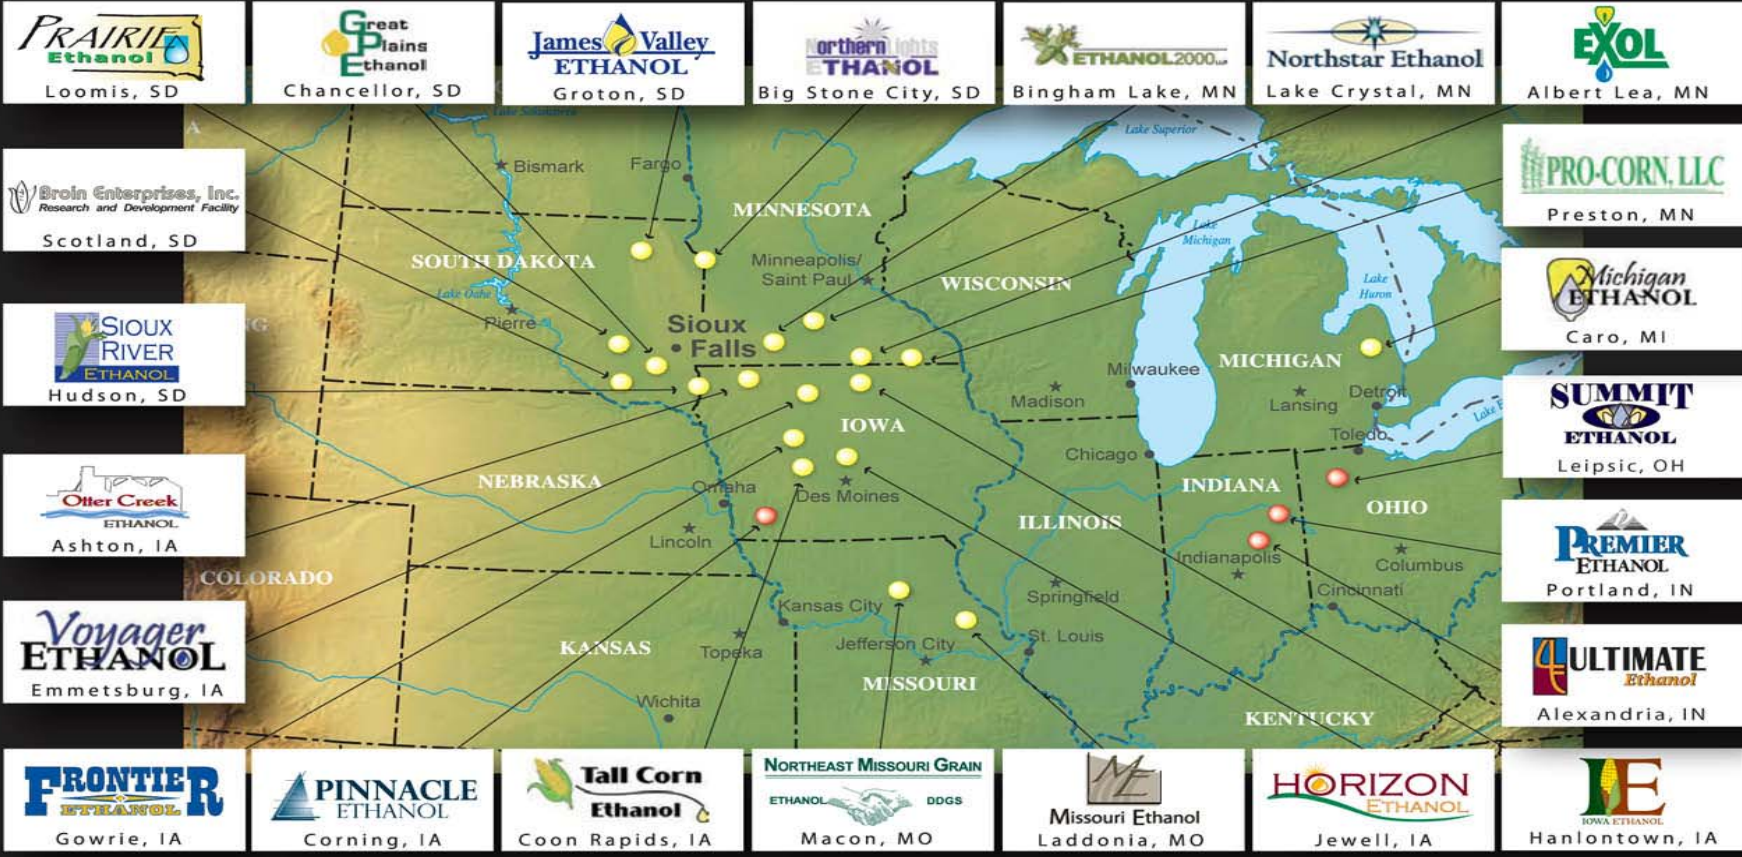 PRAIRIE
Ethanol
Loomis, SD
Great
Plains
Ethanol
Chancellor, SD
James Valley
ETHANOL
Groton, SD
Northern Lights
ETHANOL
Big Stone City, SD
ETHANOL2000
Bingham Lake, MN
Northstar Ethanol
Lake Crystal, MN
EXOL
Albert Lea, MN
Broin Enterprises, Inc.
Research and Development Facility
Scotland, SD
SIOUX
RIVER
ETHANOL
Hudson, SD
Otter Creek
ETHANOL
Ashton, IA
Voyager
ETHANOL
Emmetsburg, IA
PRO-CORN, LLC
Preston, MN
Michigan
ETHANOL
Caro, MI
SUMMIT
ETHANOL
Leipsic, OH
PREMIER
ETHANOL
Portland, IN
4E ULTIMATE
Ethanol
Alexandria, IN
A
Lake Superior
Bismark
Fargo
MINNESOTA
Lake
Michigan
SOUTH DAKOTA
Minneapolis/
Saint Paul
WISCONSIN
Lake
Huron
Lake Oahe
Pierre
NG
Sioux
Falls
MICHIGAN
Milwaukee
Madison
Lansing
Detroit
Lake E
IOWA
Toledo
Chicago
NEBRASKA
Omaha
Des Moines
INDIANA
OHIO
ILLINOIS
Lincoln
Indianapolis
Columbus
COLORADO
Springfield
Cincinnati
Kansas City
KANSAS
Topeka
Jefferson City
St. Louis
MISSOURI
Wichita
KENTUCKY
FRONTIER
ETHANOL
Gowrie, IA
PINNACLE
ETHANOL
Corning, IA
Tall Corn
Ethanol
Coon Rapids, IA
NORTHEAST MISSOURI GRAIN
ETHANOL DDGS
Macon, MO
ME
Missouri Ethanol
Laddonia, MO
HORIZON
ETHANOL
Jewell, IA
IE
IOWA ETHANOL
Hanlontown, IA